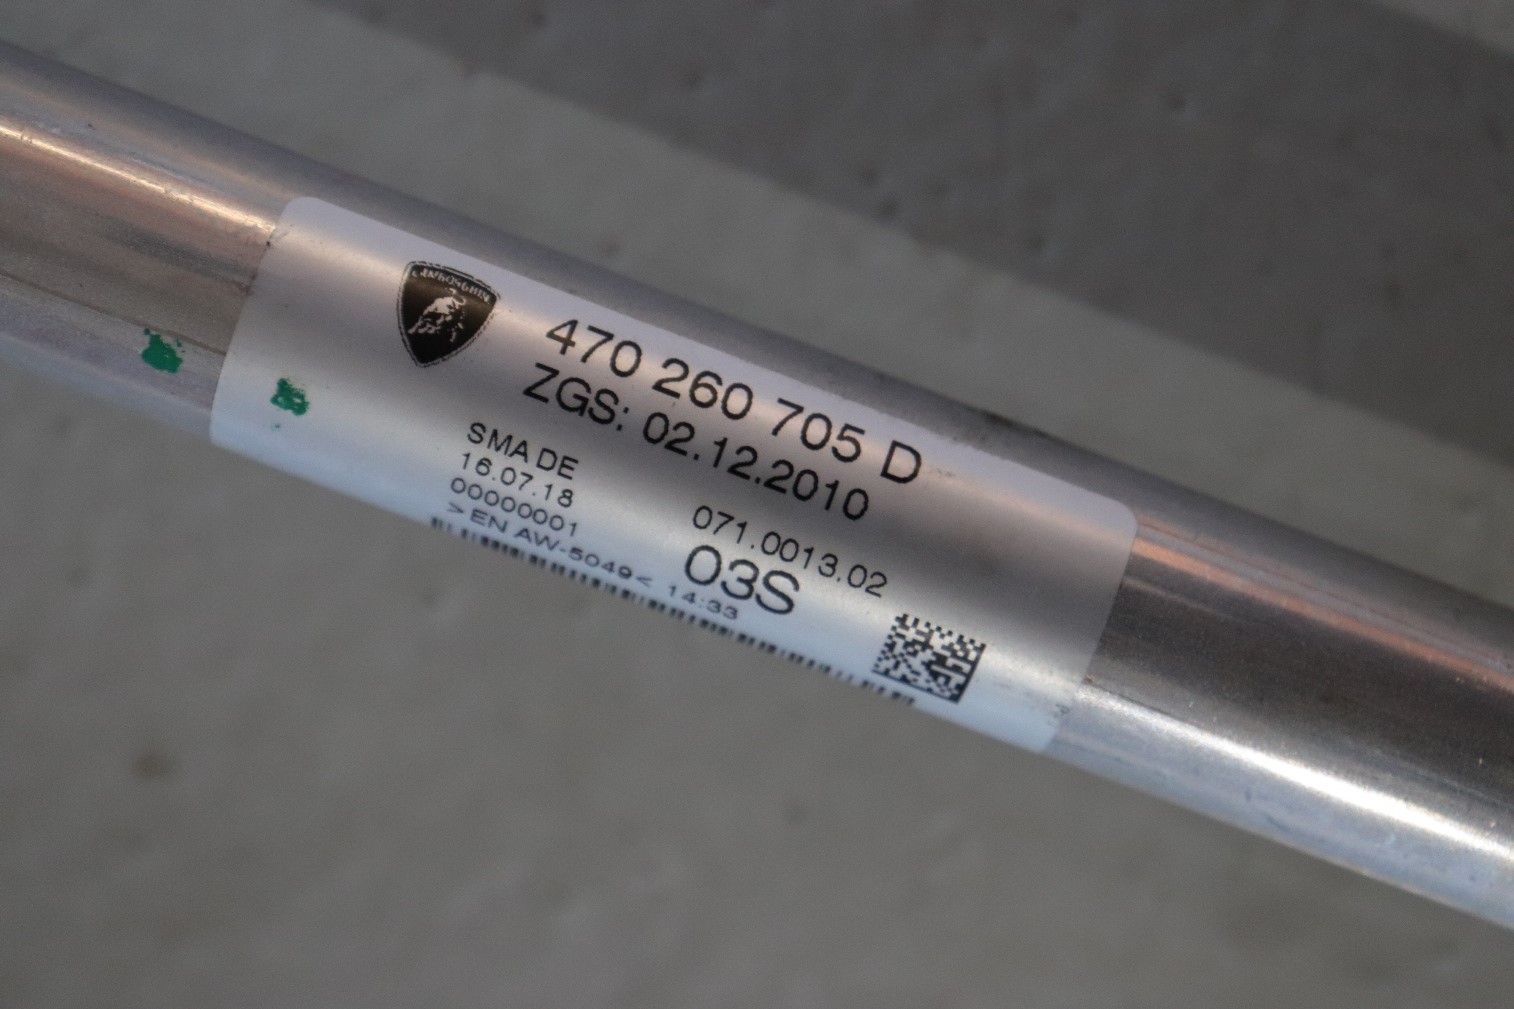 LAMBORGHINI
470 260 705 D
ZGS: 02.12.2010
SMA DE
16.07.18
00000001
>EN AW-5049< 14:33
071.0013.02
03S